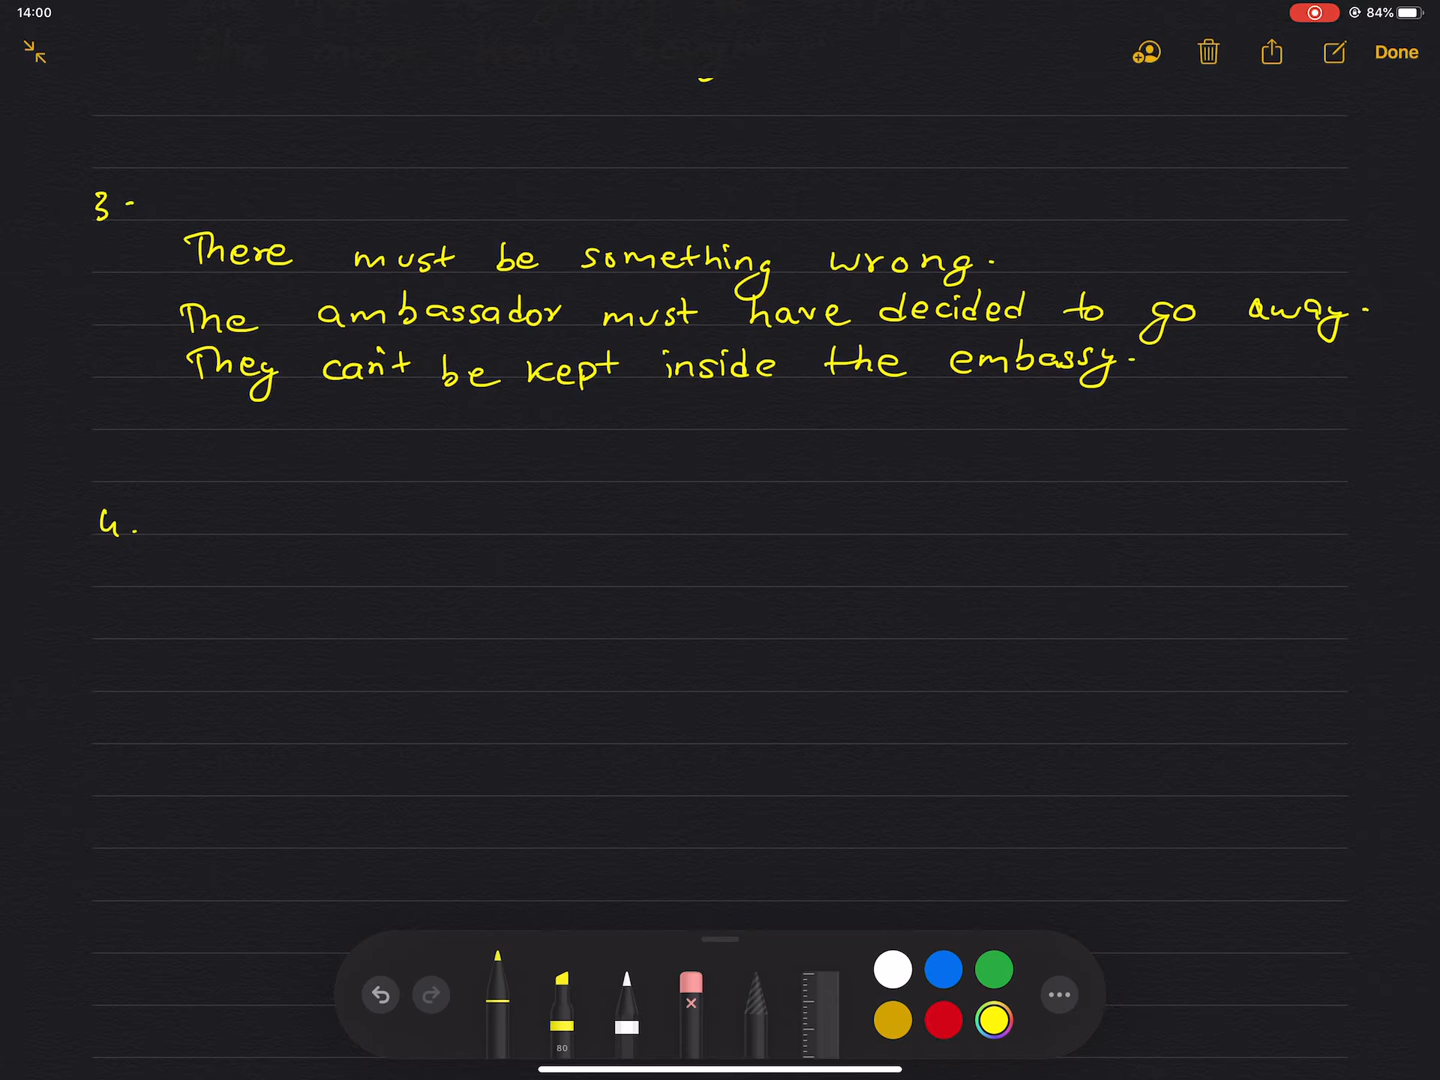 14:00
84%
Done
3.
There must be something wrong.
The ambassador must have decided to go away.
They can't be kept inside the embassy.
4.
80